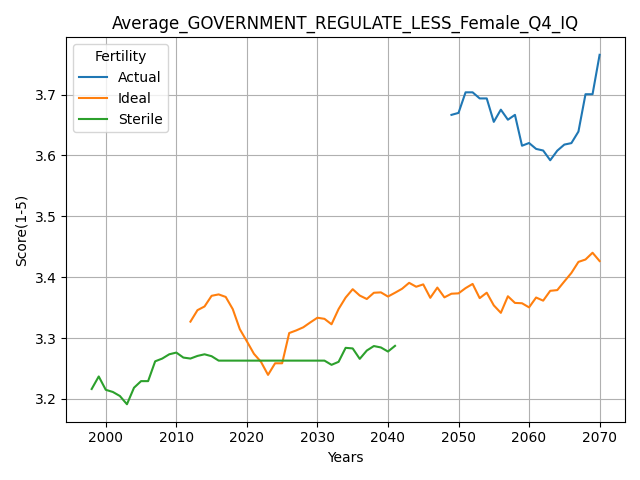 Average_GOVERNMENT_REGULATE_LESS_Female_Q4_IQ
Fertility
Actual
Ideal
Sterile
Score(1-5)
3.7
3.6
3.5
3.4
3.3
3.2
2000 2010 2020 2030 2040 2050 2060 2070
Years